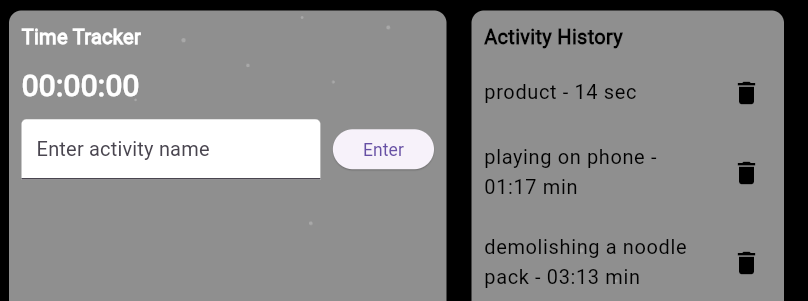 Time Tracker
00:00:00
Enter activity name
Enter
Activity History
product - 14 sec
playing on phone -
01:17 min
demolishing a noodle
pack - 03:13 min